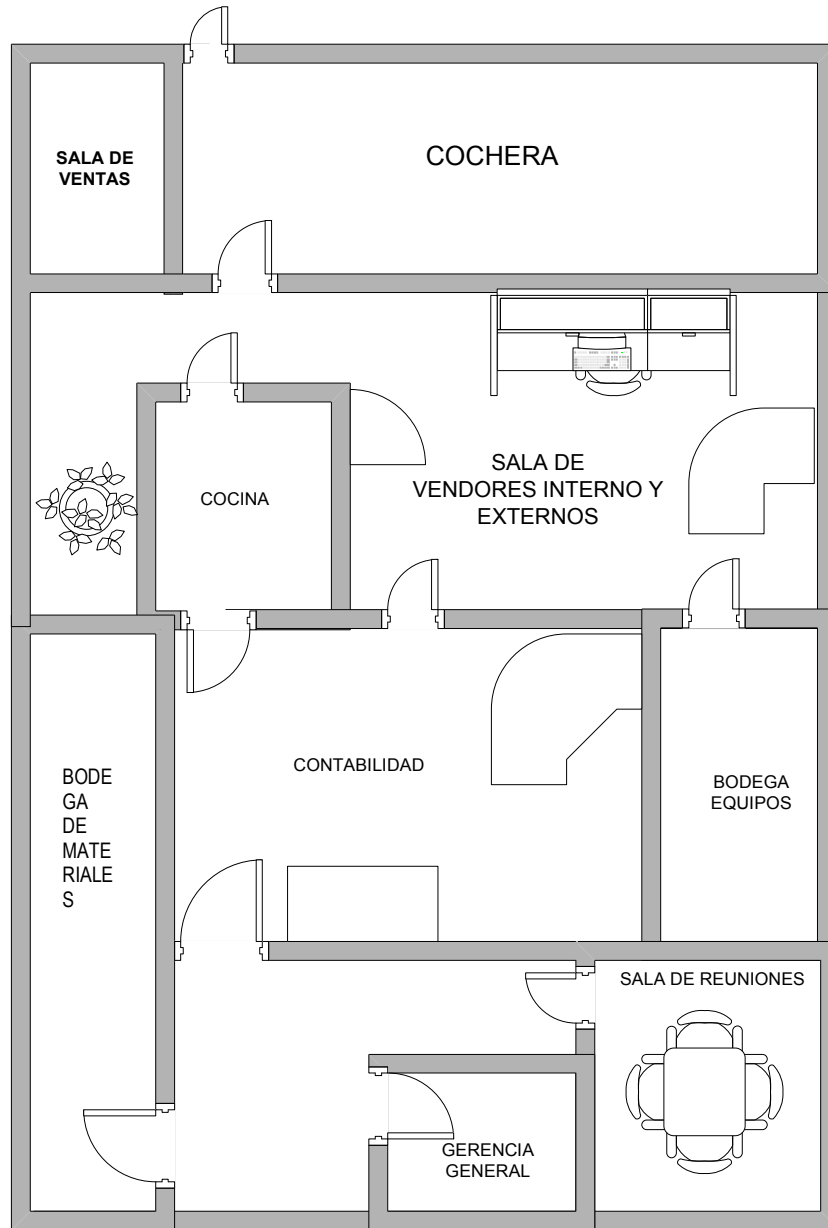 SALA DE
VENTAS
COCHERA
SALA DE
VENDORES INTERNO Y
EXTERNOS
COCINA
CONTABILIDAD
BODE
GA
DE
MATE
RIALE
S
BODEGA
EQUIPOS
SALA DE REUNIONES
GERENCIA
GENERAL